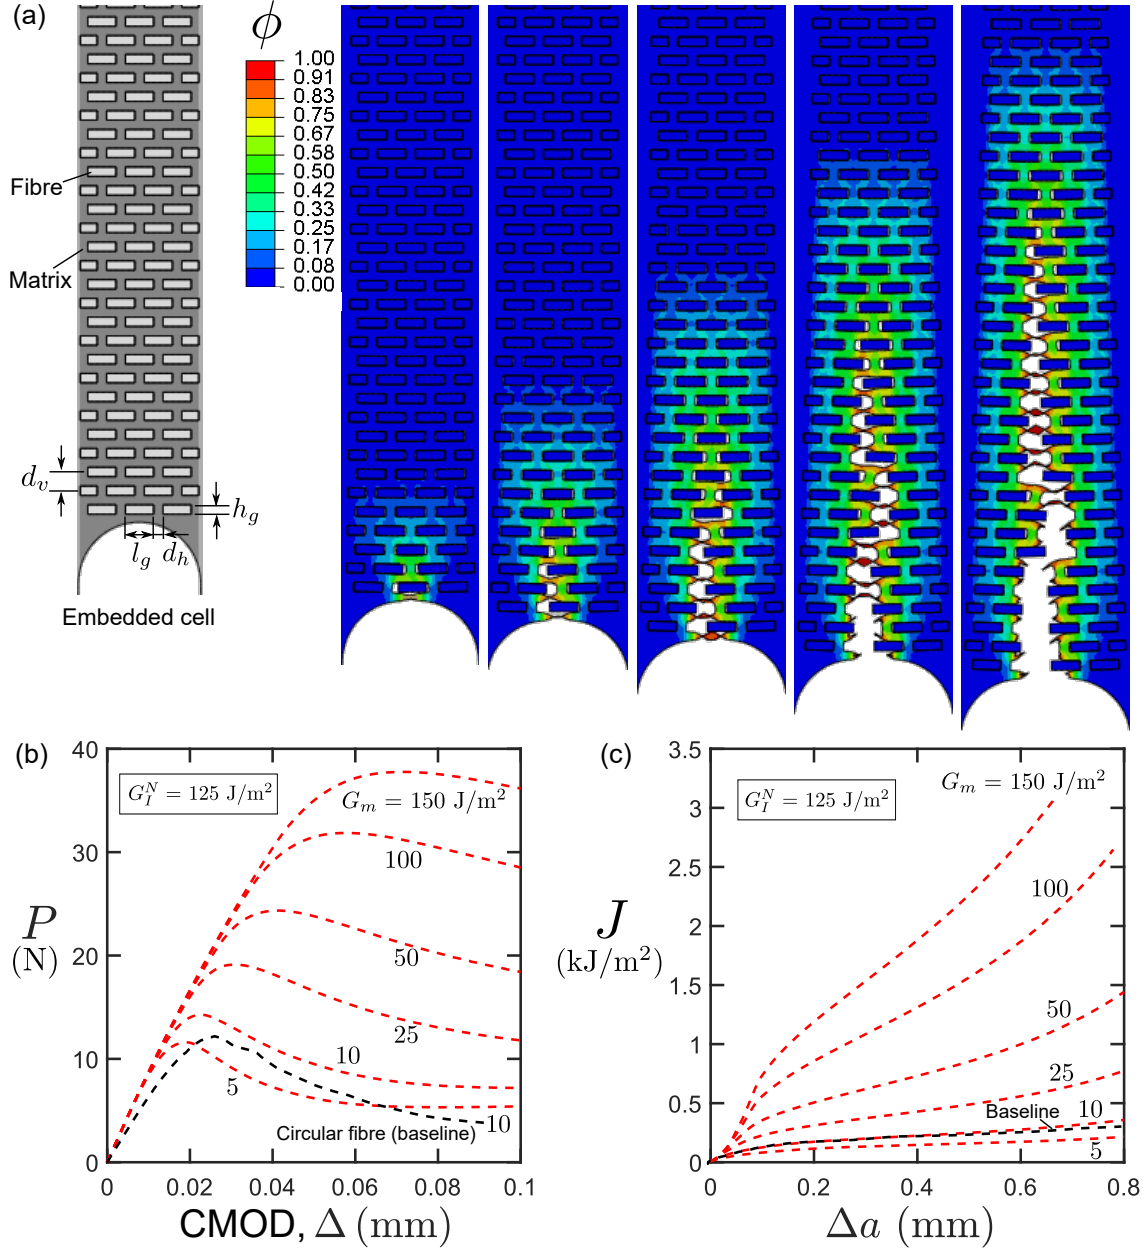 (a)
ϕ
1.00
0.91
0.83
0.75
0.67
0.58
0.50
0.42
0.33
0.25
0.17
0.08
0.00
Fibre
Matrix
d_v
h_g
l_g
d_h
Embedded cell
(b)
40
30
20
10
0
P
(N)
G_I^N = 125 J/m²
G_m = 150 J/m²
100
50
25
10
5
Circular fibre (baseline)
10
0
0.02
0.04
0.06
0.08
0.1
CMOD, Δ (mm)
(c)
3.5
3
2.5
2
1.5
1
0.5
0
J
(kJ/m²)
G_I^N = 125 J/m²
G_m = 150 J/m²
100
50
25
Baseline
10
5
0
0.2
0.4
0.6
0.8
Δa (mm)